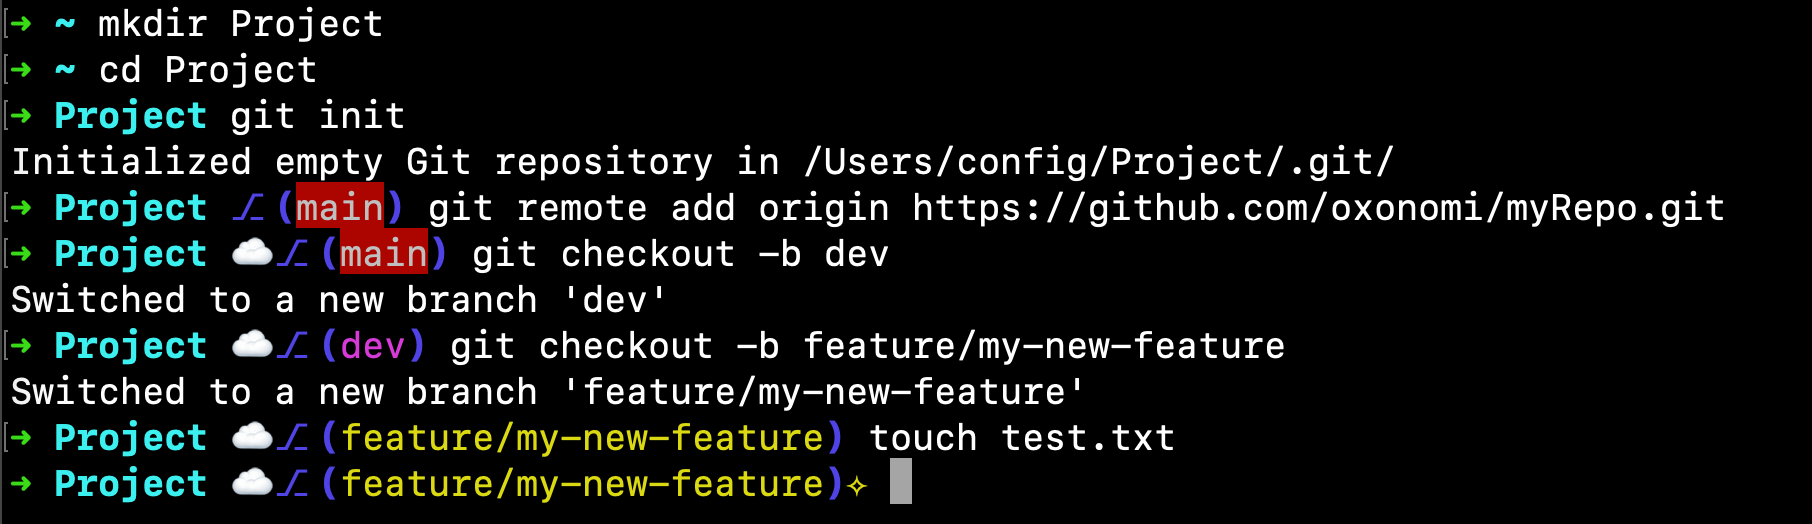 ➜ ~ mkdir Project
➜ ~ cd Project
➜ Project git init
Initialized empty Git repository in /Users/config/Project/.git/
➜ Project ⎇(main) git remote add origin https://github.com/oxonomi/myRepo.git
➜ Project ☁️⎇(main) git checkout -b dev
Switched to a new branch 'dev'
➜ Project ☁️⎇(dev) git checkout -b feature/my-new-feature
Switched to a new branch 'feature/my-new-feature'
➜ Project ☁️⎇(feature/my-new-feature) touch test.txt
➜ Project ☁️⎇(feature/my-new-feature)✧